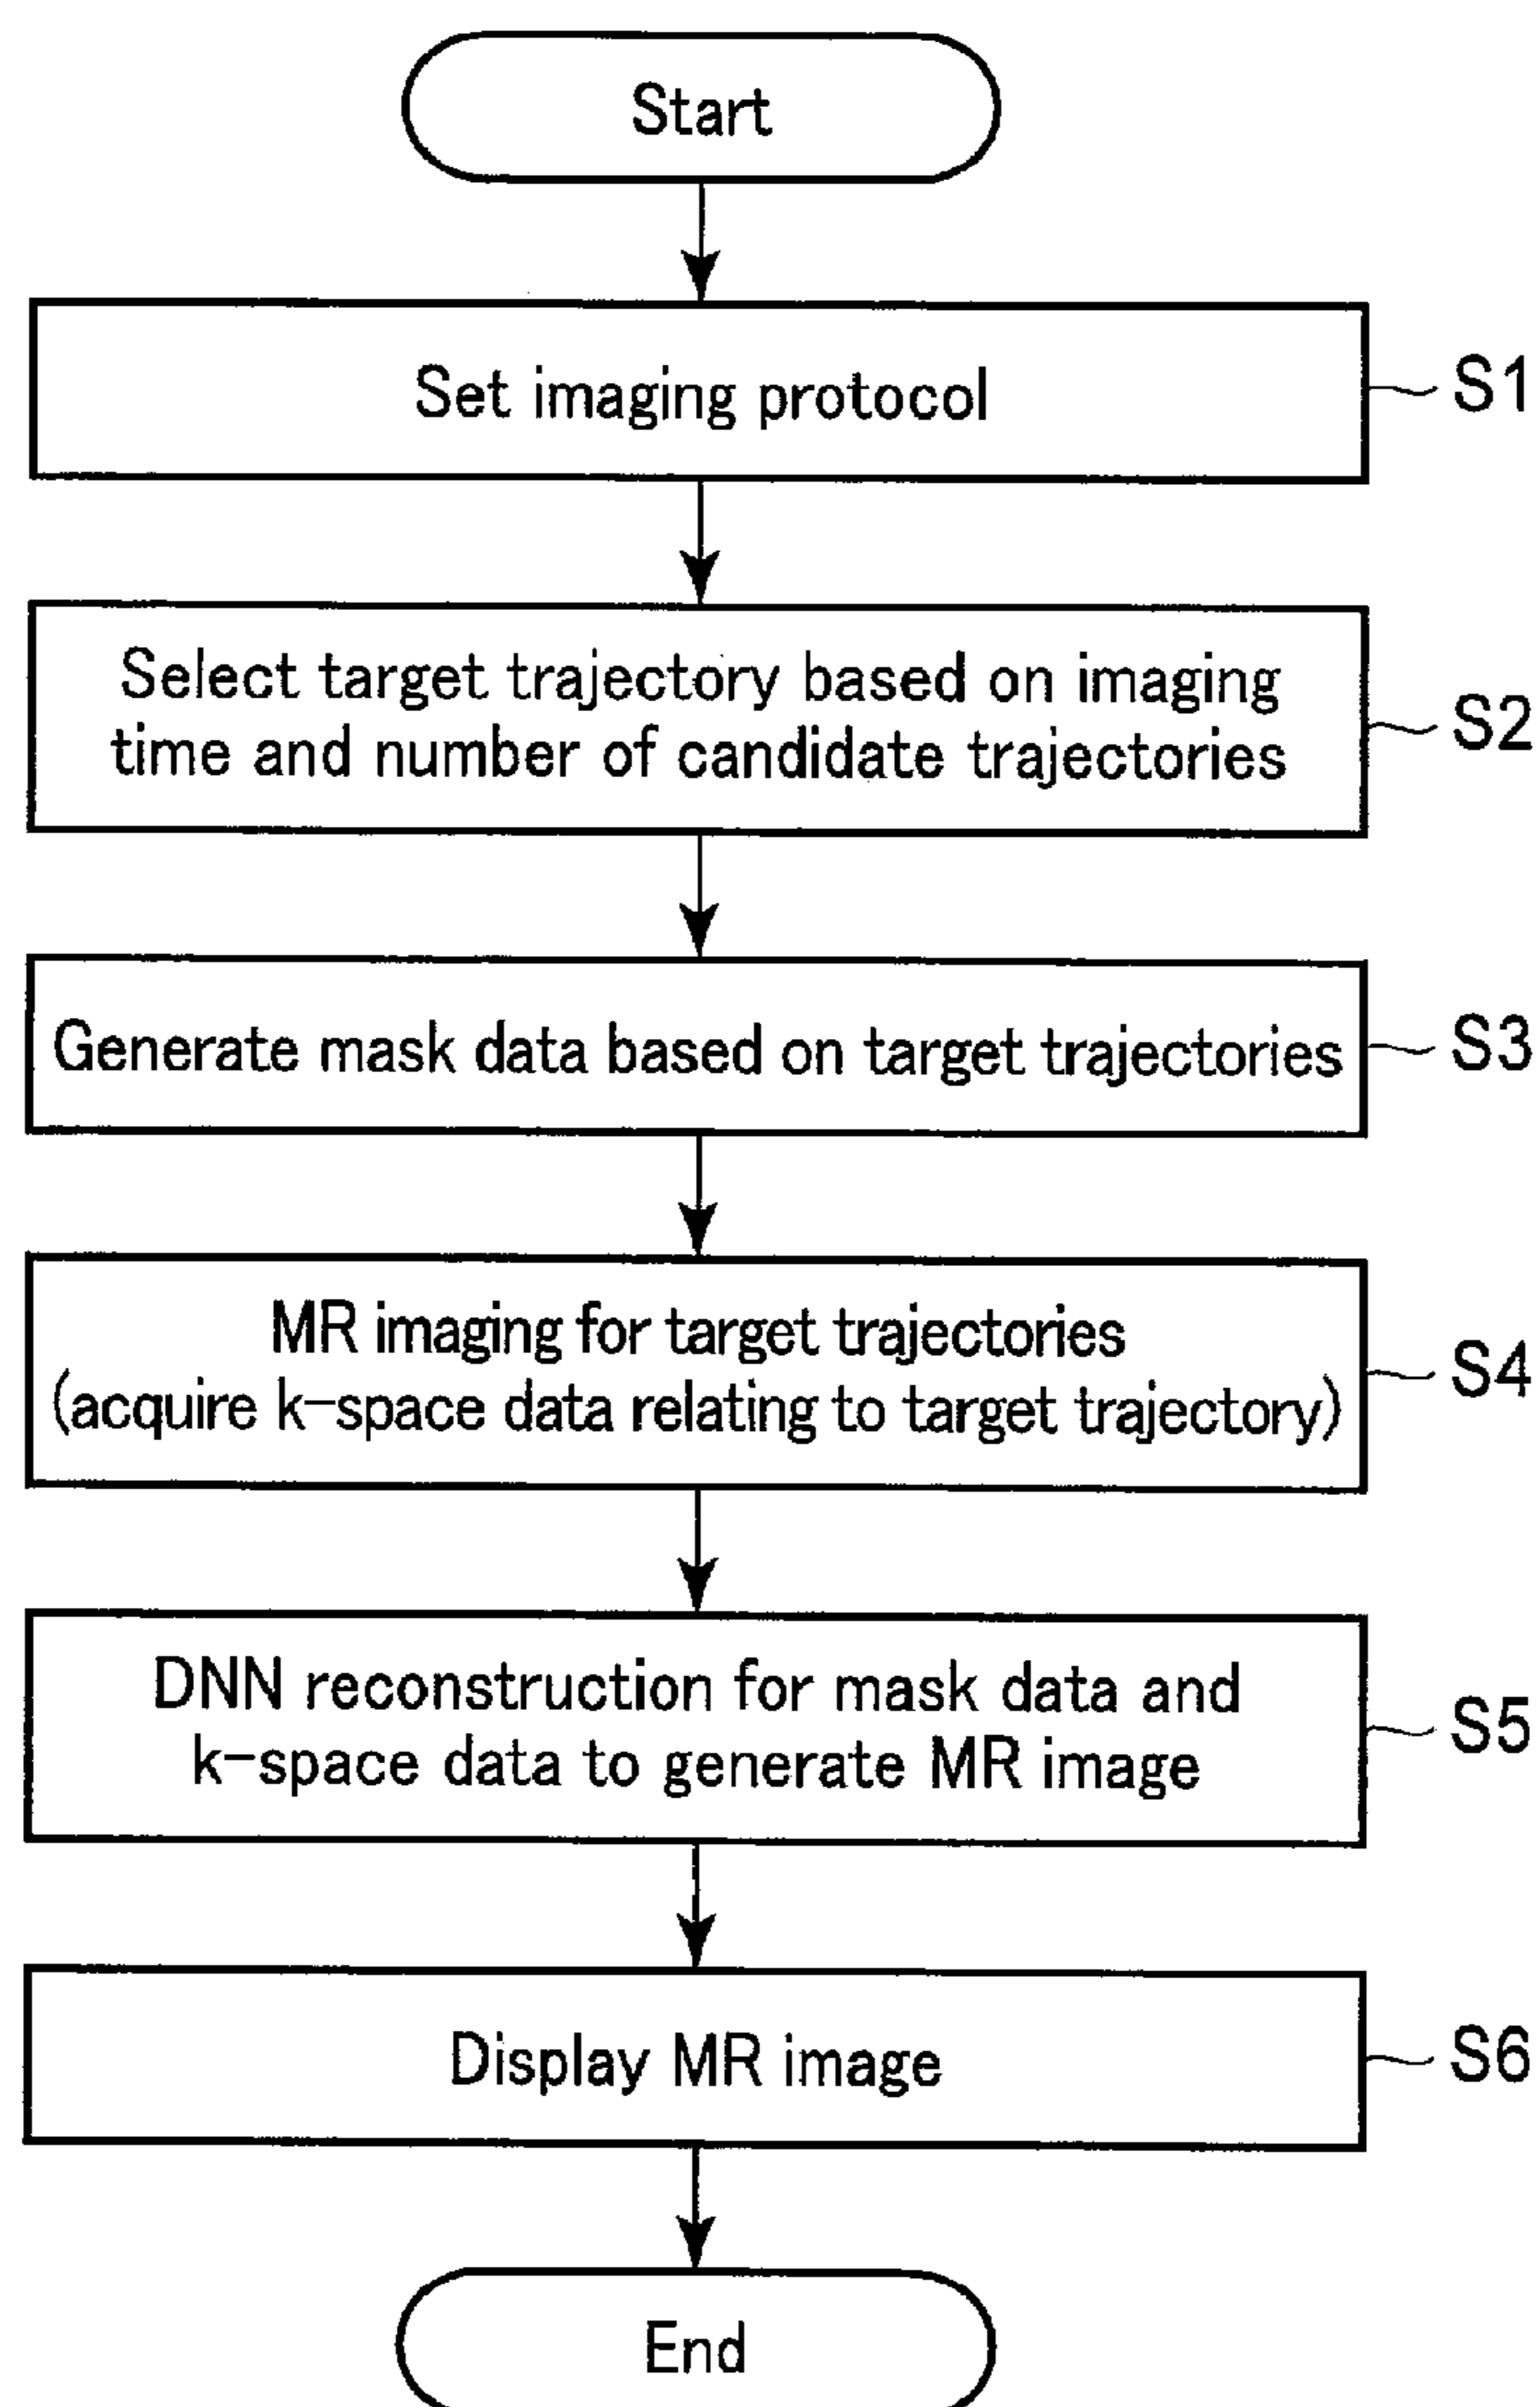 Start
Set imaging protocol
S1
Select target trajectory based on imaging
time and number of candidate trajectories
S2
Generate mask data based on target trajectories
S3
MR imaging for target trajectories
(acquire k-space data relating to target trajectory)
S4
DNN reconstruction for mask data and
k-space data to generate MR image
S5
Display MR image
S6
End